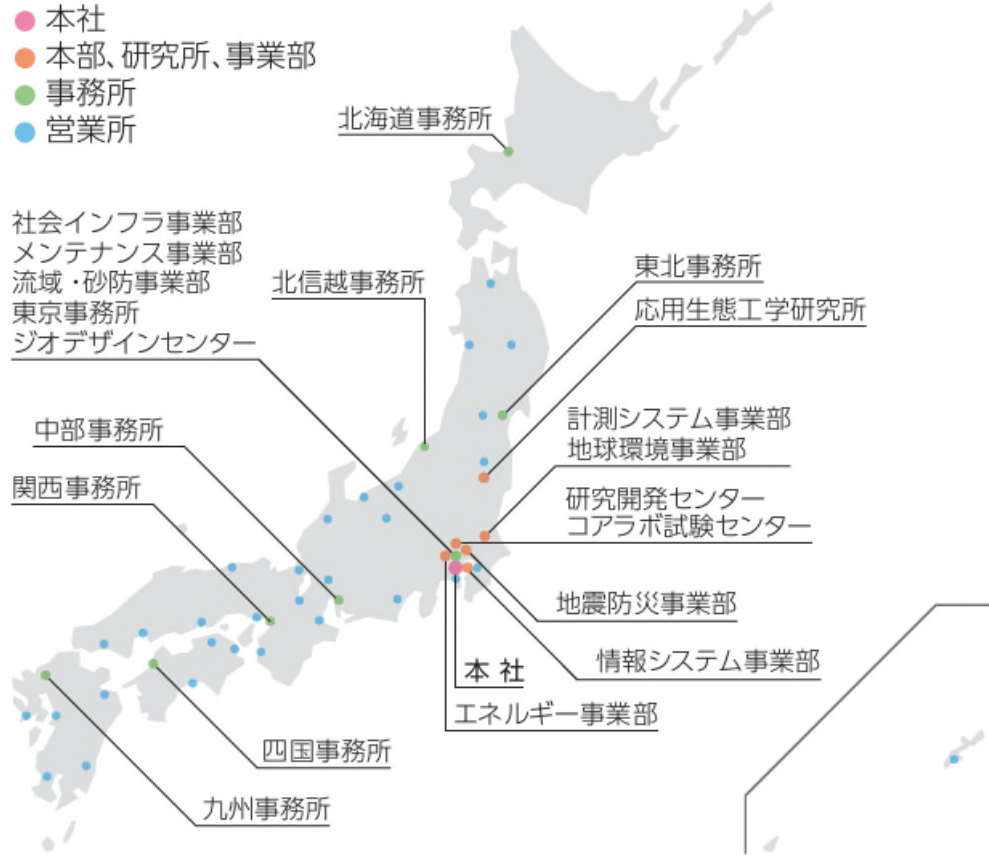 本社
本部、研究所、事業部
事務所
営業所
北海道事務所
社会インフラ事業部
メンテナンス事業部
流域・砂防事業部
東京事務所
ジオデザインセンター
北信越事務所
東北事務所
応用生態工学研究所
中部事務所
関西事務所
計測システム事業部
地球環境事業部
研究開発センター
コアラボ試験センター
地震防災事業部
本 社
情報システム事業部
エネルギー事業部
四国事務所
九州事務所